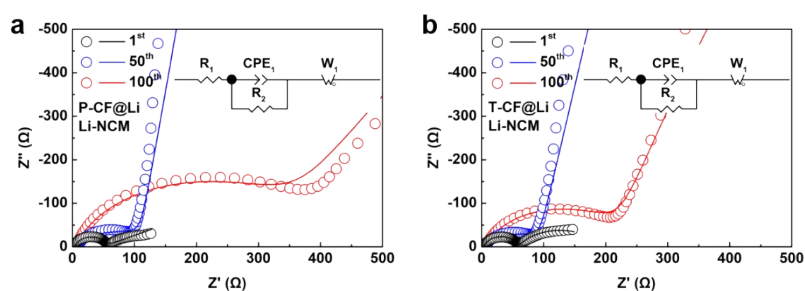 a
-500
-400
-300
-200
-100
0
0 100 200 300 400 500
Z'' (Ω)
Z' (Ω)
1st
50th
100th
P-CF@Li
Li-NCM
R1 CPE1 W1
R2
b
-500
-400
-300
-200
-100
0
0 100 200 300 400 500
Z'' (Ω)
Z' (Ω)
1st
50th
100th
T-CF@Li
Li-NCM
R1 CPE1 W1
R2